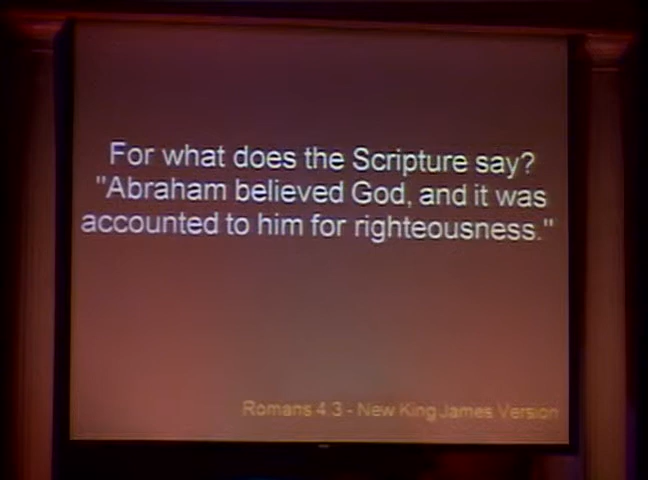 For what does the Scripture say?
"Abraham believed God, and it was
accounted to him for righteousness."
Romans 4:3 - New King James Version